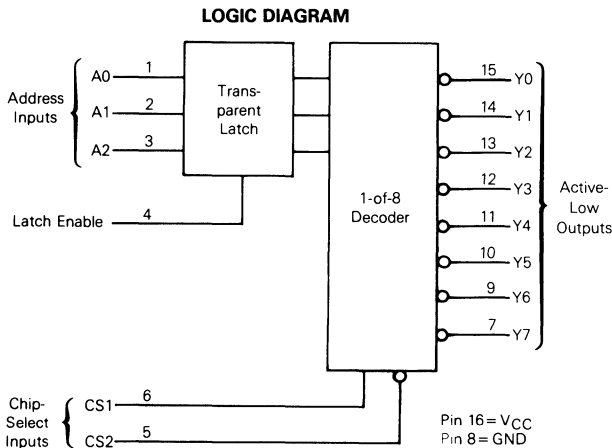 LOGIC DIAGRAM
Address
Inputs
A0 1
A1 2
A2 3
Trans-
parent
Latch
Latch Enable 4
1-of-8
Decoder
15 Y0
14 Y1
13 Y2
12 Y3
11 Y4
10 Y5
9 Y6
7 Y7
Active-
Low
Outputs
Chip-
Select
Inputs
CS1 6
CS2 5
Pin 16 = VCC
Pin 8 = GND